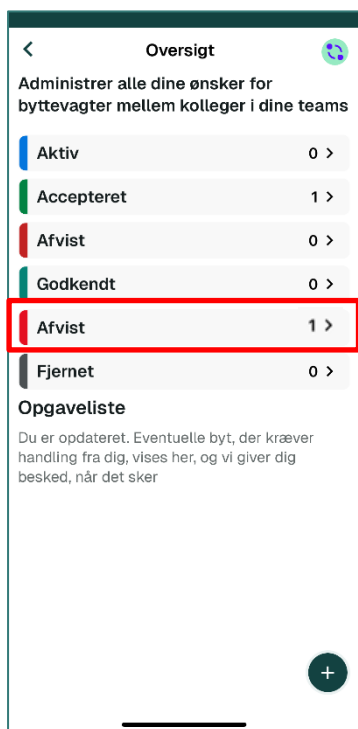 Oversigt
Administrer alle dine ønsker for
byttevagter mellem kolleger i dine teams
Aktiv 0
Accepteret 1
Afvist 0
Godkendt 0
Afvist 1
Fjernet 0
Opgaveliste
Du er opdateret. Eventuelle byt, der kræver
handling fra dig, vises her, og vi giver dig
besked, når det sker